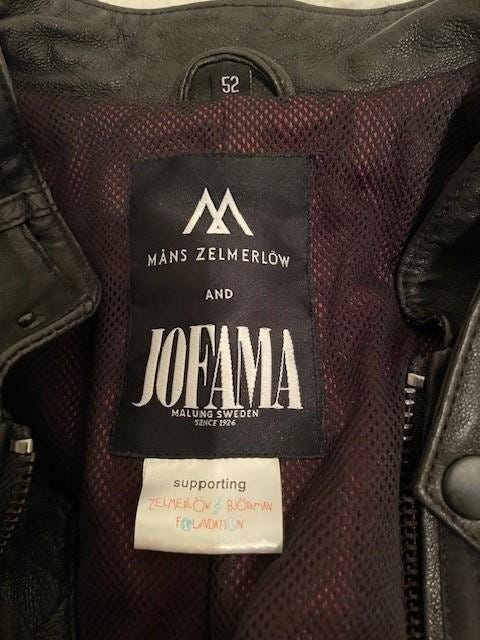 52
MÅNS ZELMERLÖW
AND
JOFAMA
MALUNG SWEDEN
SINCE 1926
supporting
ZELMERLÖW & BJÖRKMAN
FOUNDATION